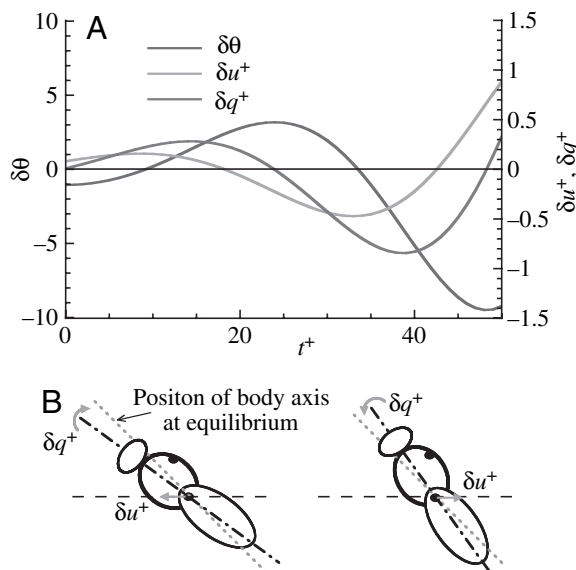 A
δθ
δu⁺
δq⁺
10
5
0
−5
−10
δθ
1.5
1
0.5
0
−0.5
−1
−1.5
δu⁺, δq⁺
0
20
40
t⁺
B
Positon of body axis
at equilibrium
δq⁺
δu⁺
δq⁺
δu⁺